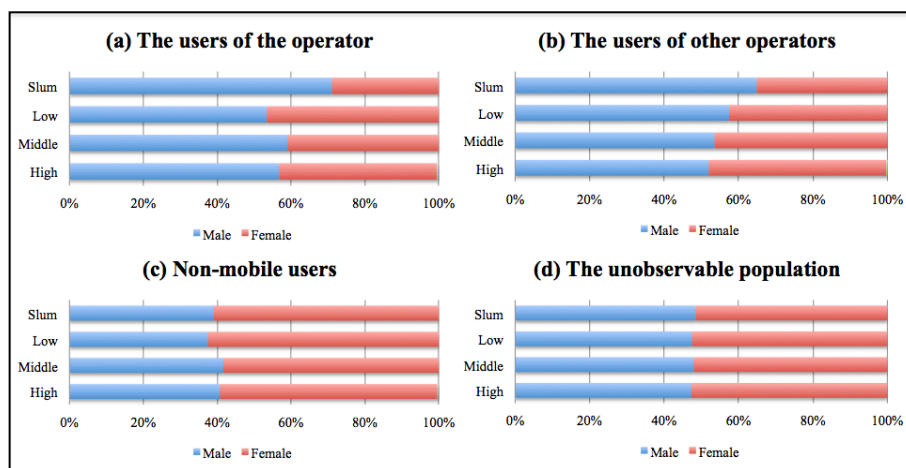 (a) The users of the operator
Slum
Low
Middle
High
0% 20% 40% 60% 80% 100%
Male Female
(b) The users of other operators
Slum
Low
Middle
High
0% 20% 40% 60% 80% 100%
Male Female
(c) Non-mobile users
Slum
Low
Middle
High
0% 20% 40% 60% 80% 100%
Male Female
(d) The unobservable population
Slum
Low
Middle
High
0% 20% 40% 60% 80% 100%
Male Female